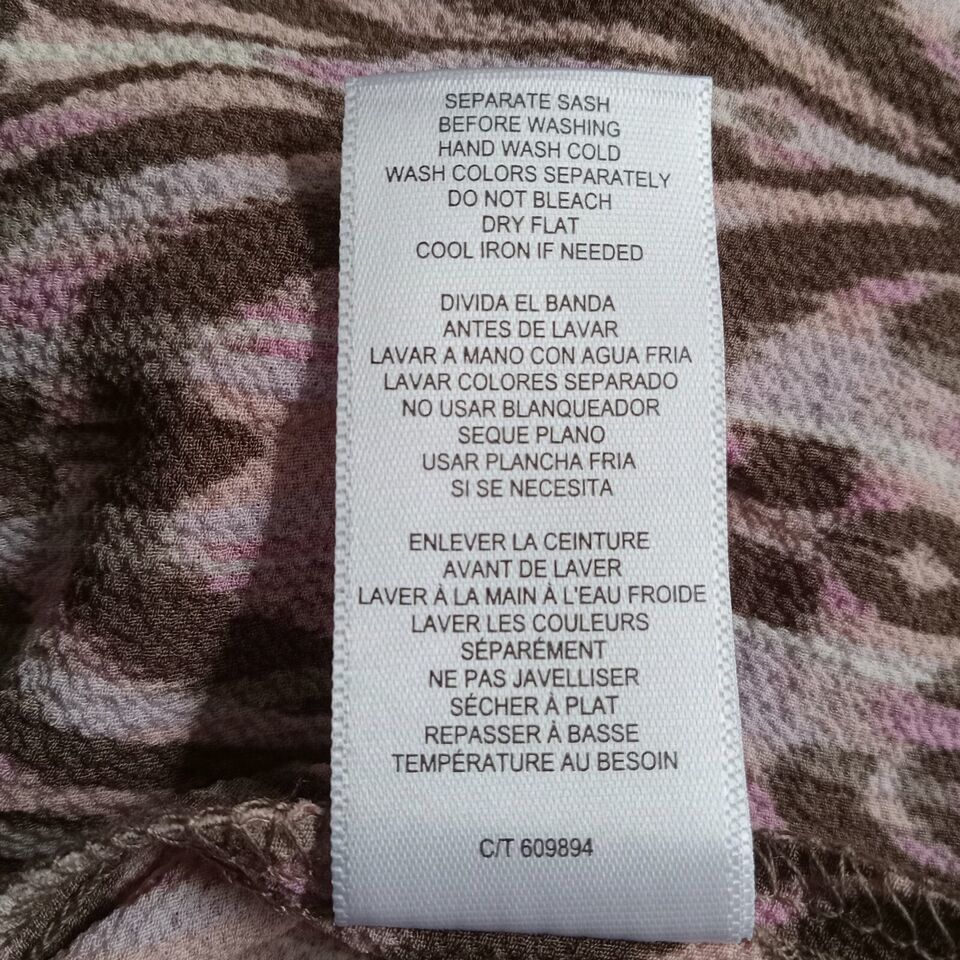 SEPARATE SASH
BEFORE WASHING
HAND WASH COLD
WASH COLORS SEPARATELY
DO NOT BLEACH
DRY FLAT
COOL IRON IF NEEDED
DIVIDA EL BANDA
ANTES DE LAVAR
LAVAR A MANO CON AGUA FRIA
LAVAR COLORES SEPARADO
NO USAR BLANQUEADOR
SEQUE PLANO
USAR PLANCHA FRIA
SI SE NECESITA
ENLEVER LA CEINTURE
AVANT DE LAVER
LAVER À LA MAIN À L'EAU FROIDE
LAVER LES COULEURS
SÉPARÉMENT
NE PAS JAVELLISER
SÉCHER À PLAT
REPASSER À BASSE
TEMPÉRATURE AU BESOIN
C/T 609894